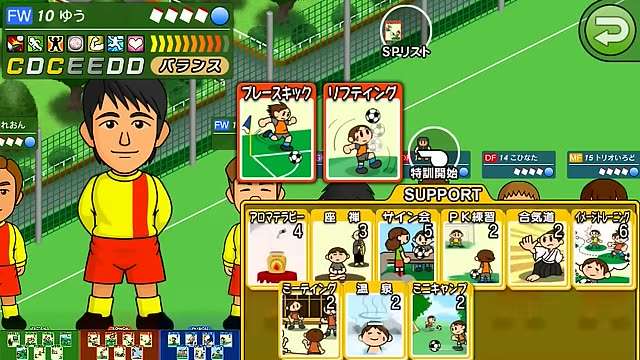 FW 10 ゆう
C D C E E D D バランス
SPリスト
れおん
FW 1
プレースキック
リフティング
特訓開始
DF 14 こひなた
MF 15 トリオいろど
SUPPORT
アロマテラピー 4
座禅 3
サイン会 5
PK練習 2
合気道 2
イメージトレーニング 6
ミーティング 2
温泉 2
ミニキャンプ 2